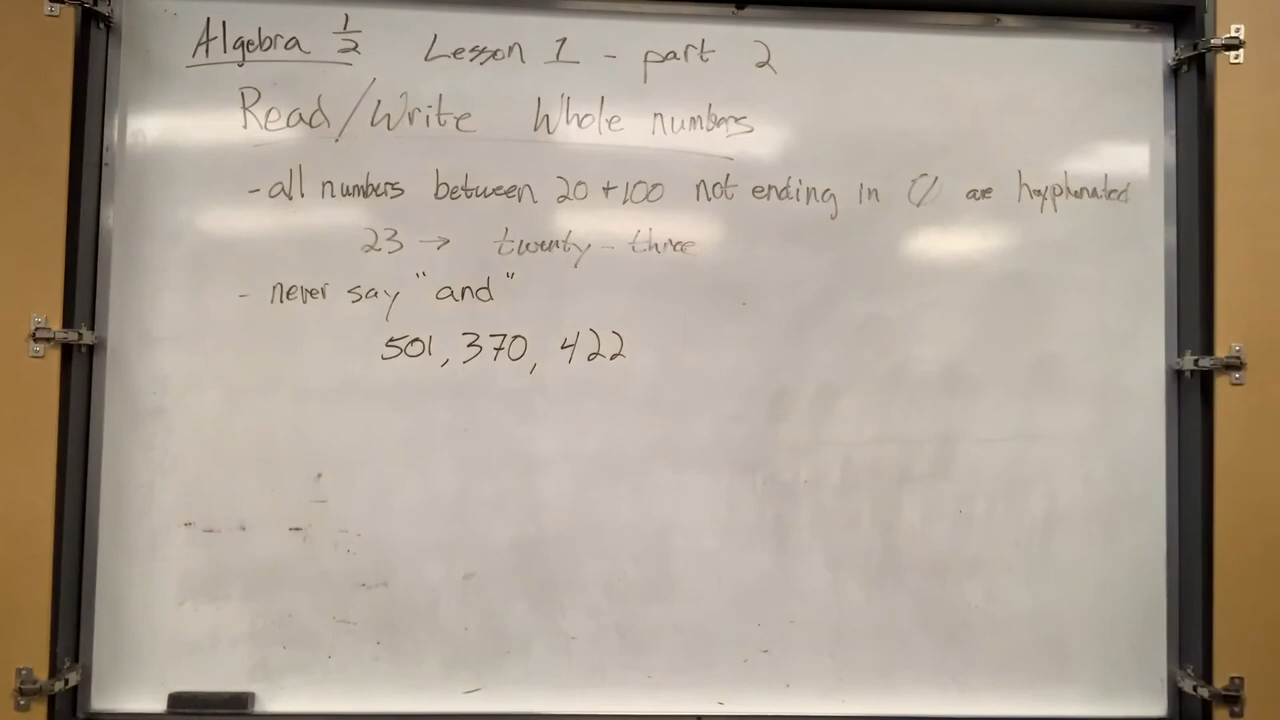 Algebra 1/2 Lesson 1 - part 2
Read/Write Whole numbers
- all numbers between 20 + 100 not ending in 0 are hyphenated
23 → twenty-three
- never say "and"
501, 370, 422